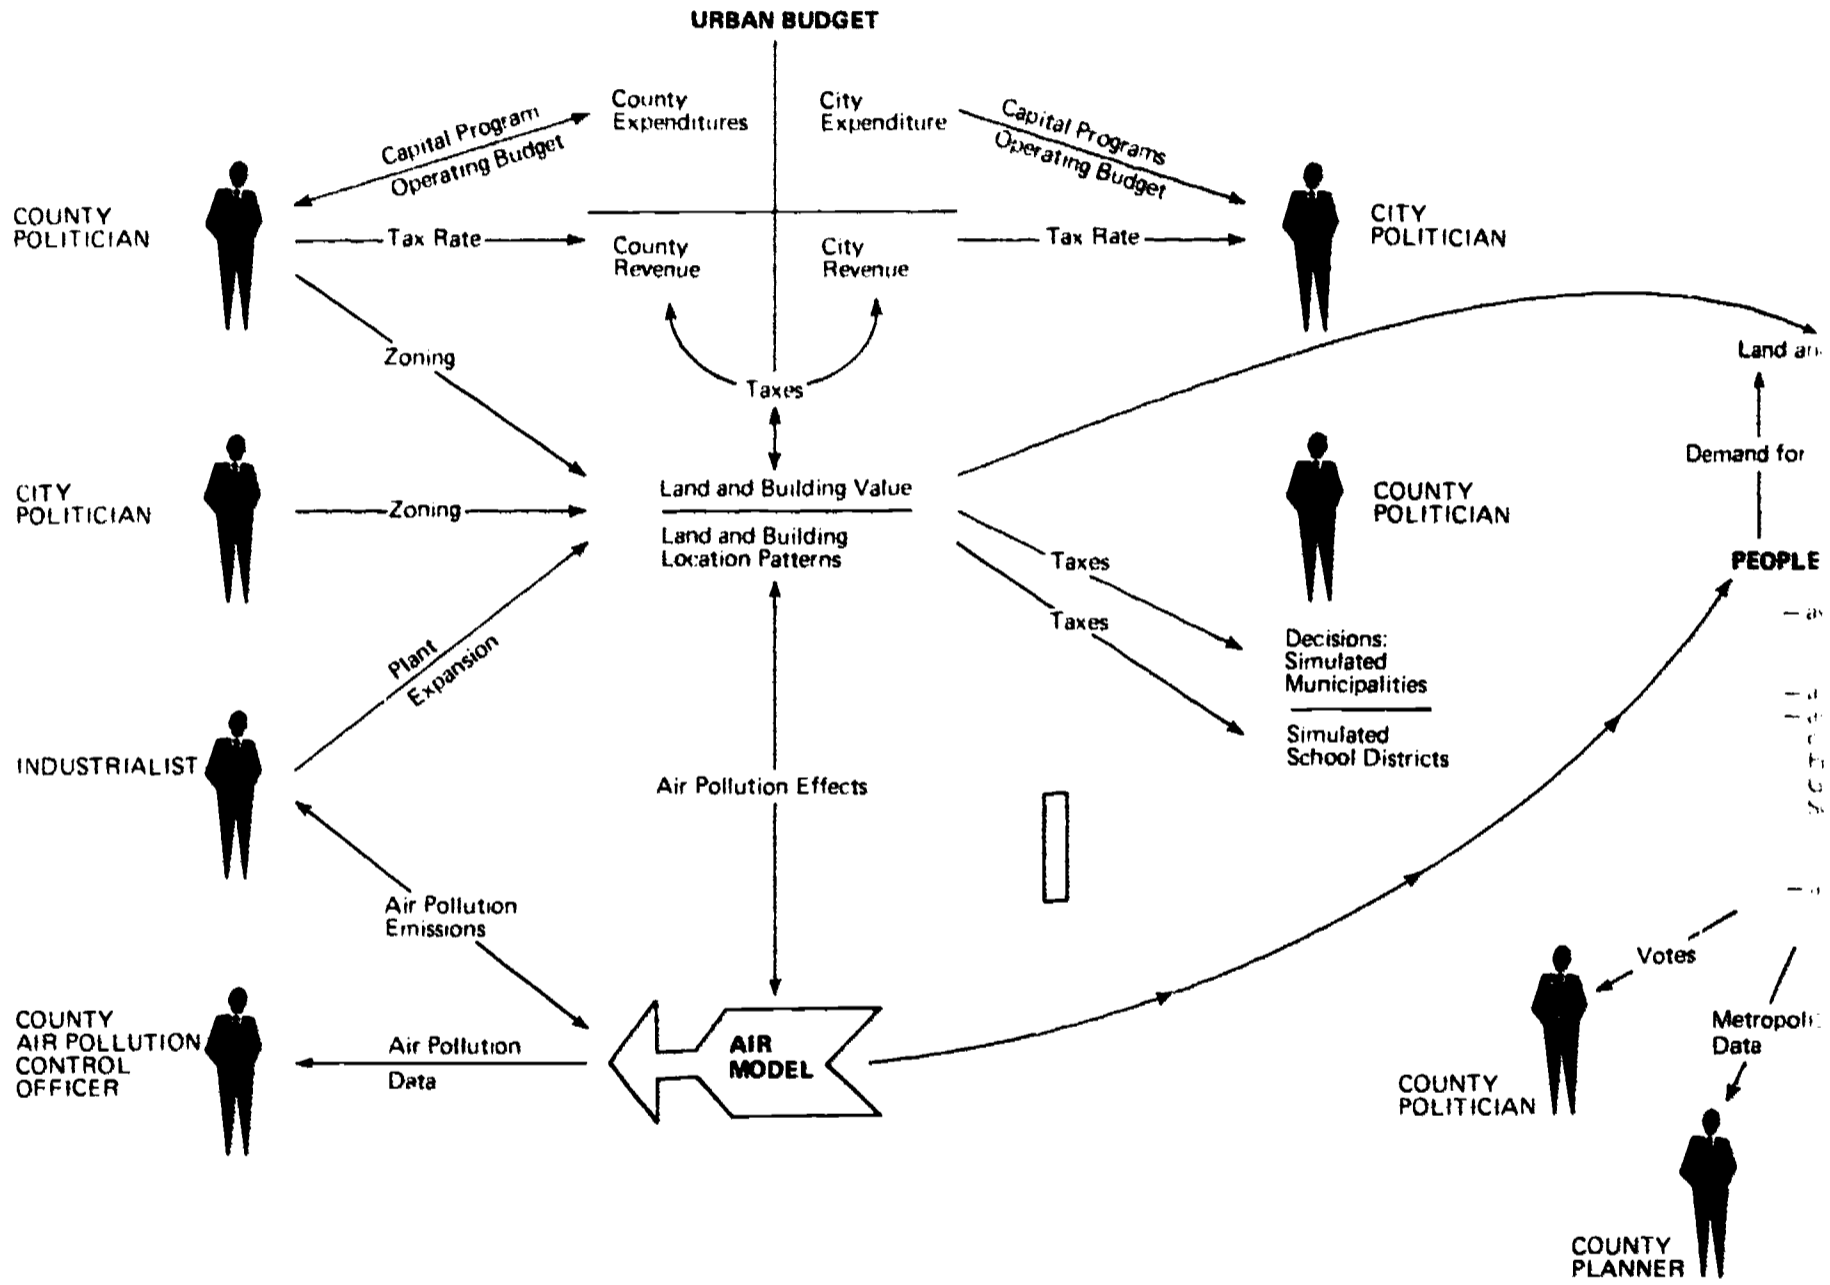 URBAN BUDGET
County
Expenditures
City
Expenditure
Capital Program
Operating Budget
Capital Programs
Operating Budget
COUNTY
POLITICIAN
Tax Rate
County
Revenue
City
Revenue
Tax Rate
CITY
POLITICIAN
Zoning
Taxes
Land
CITY
POLITICIAN
Zoning
Land and Building Value
Land and Building
Location Patterns
COUNTY
POLITICIAN
Demand for
PEOPLE
Taxes
Taxes
Decisions:
Simulated
Municipalities
Simulated
School Districts
Plant
Expansion
INDUSTRIALIST
Air Pollution Effects
Air Pollution
Emissions
Votes
COUNTY
AIR POLLUTION
CONTROL
OFFICER
Air Pollution
Data
AIR
MODEL
Data
COUNTY
POLITICIAN
COUNTY
PLANNER